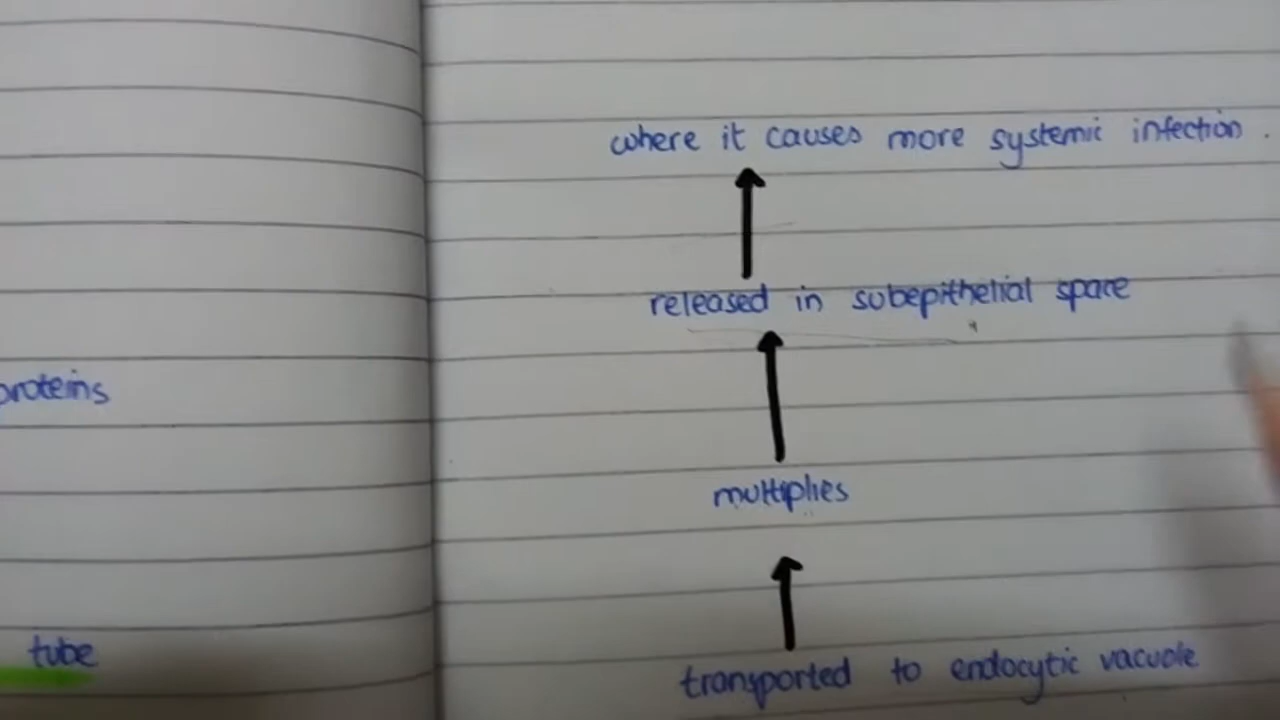 where it causes more systemic infection.
released in subepithelial space
proteins
multiplies
tube
transported to endocytic vacuole